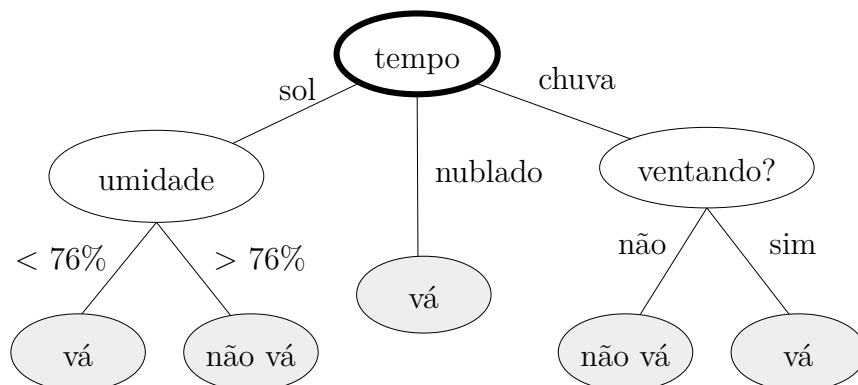 tempo
sol
chuva
umidade
nublado
ventando?
< 76%
> 76%
não
sim
vá
não vá
vá
não vá
vá